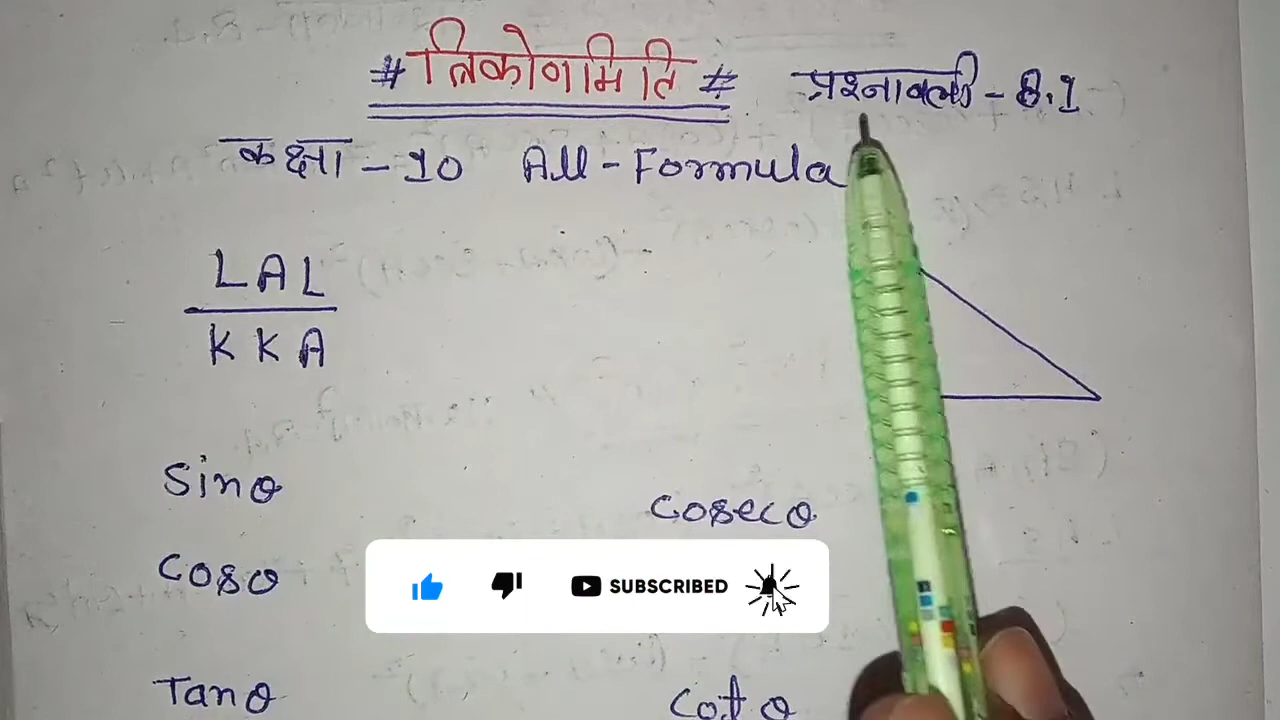 # त्रिकोणमिति # प्रश्नावली - 8.1
कक्षा - 10 All - Formula
LAL
KKA
Sinθ
Cosecθ
Cosθ
SUBSCRIBED
Tanθ
Cotθ